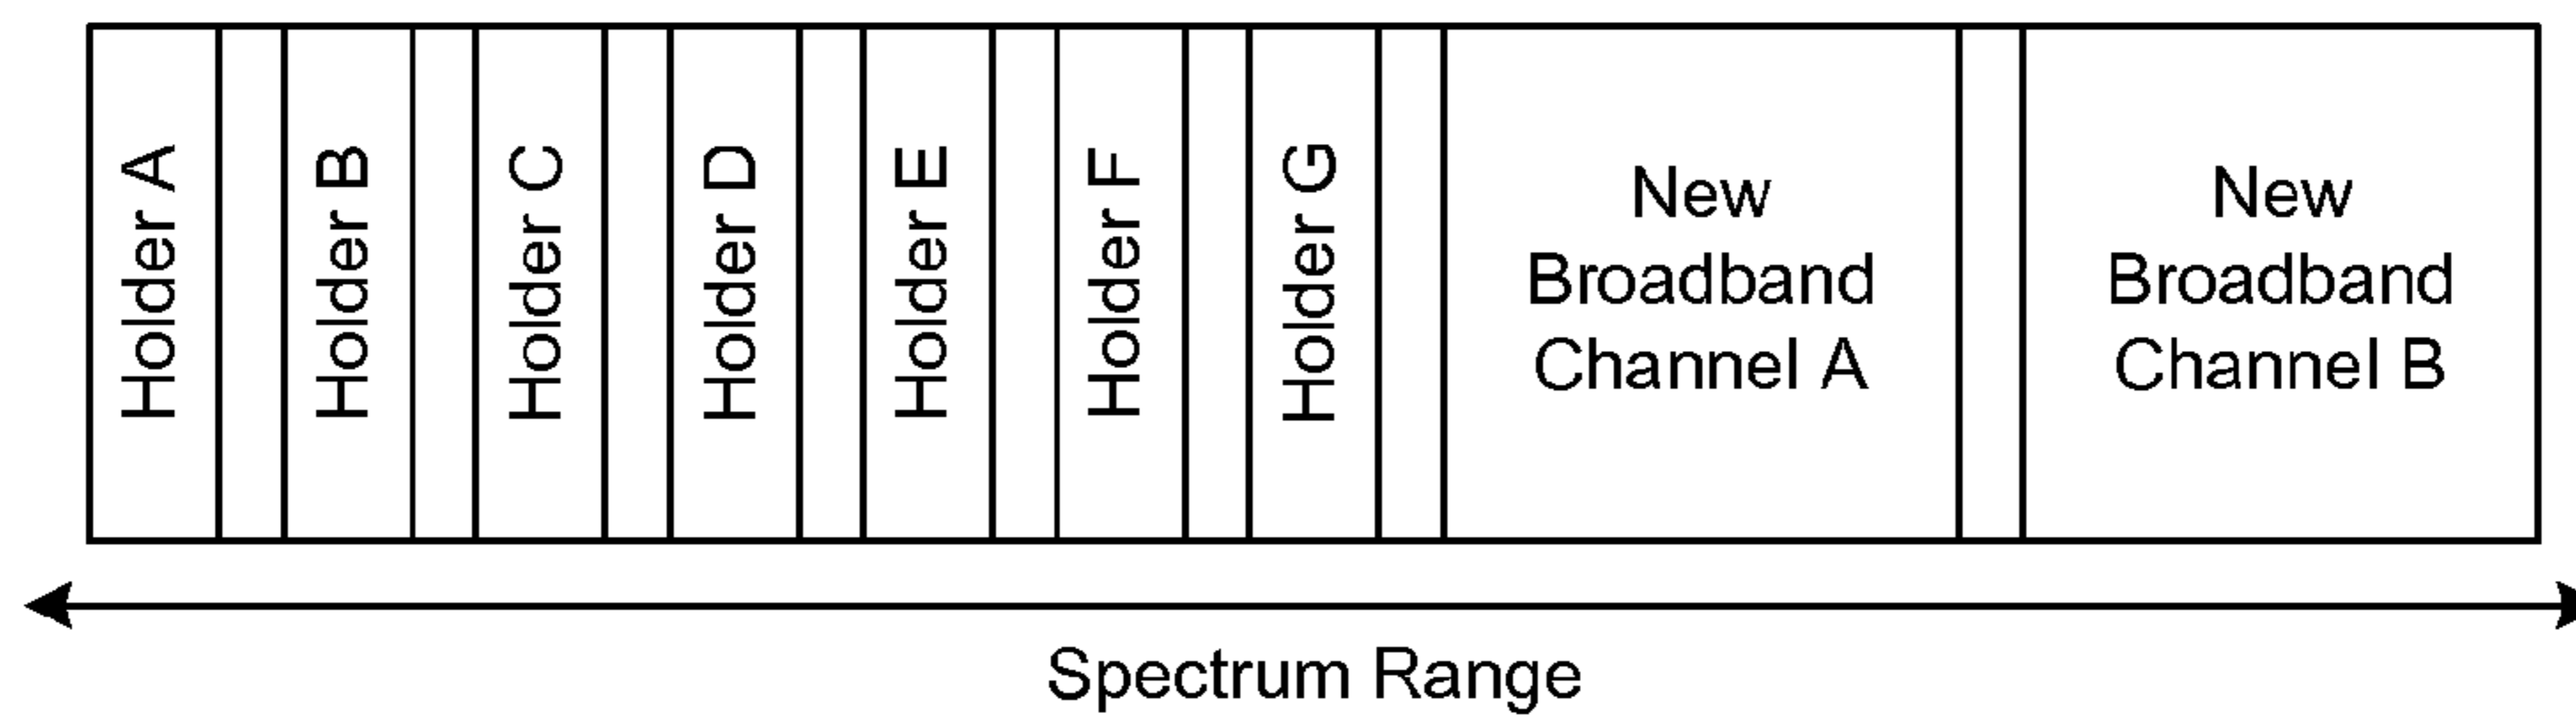 Holder A
Holder B
Holder C
Holder D
Holder E
Holder F
Holder G
New
Broadband
Channel A
New
Broadband
Channel B
Spectrum Range